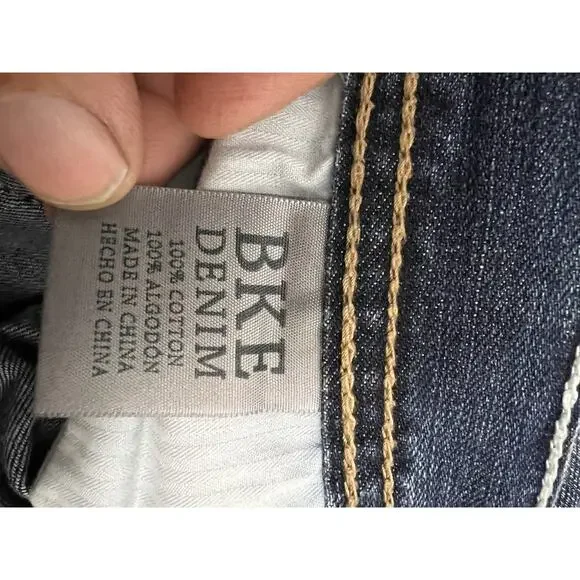 BKE
DENIM
100% COTTON
100% ALGODÓN
MADE IN CHINA
HECHO EN CHINA